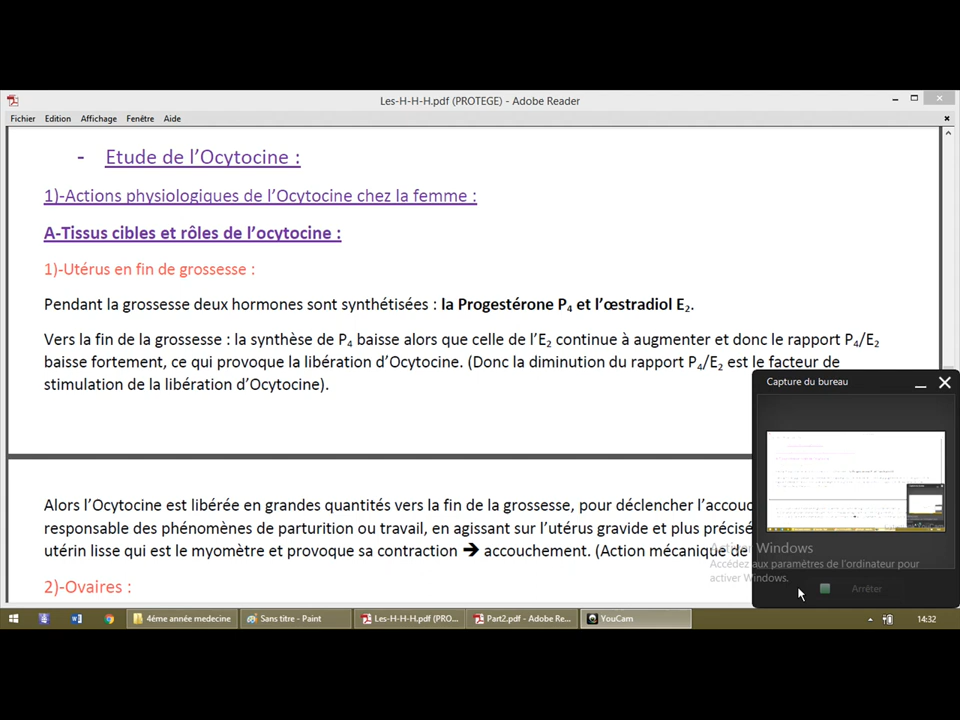 Les-H-H-H.pdf (PROTEGE) - Adobe Reader
Fichier Edition Affichage Fenêtre Aide
- Etude de l'Ocytocine :
1)-Actions physiologiques de l'Ocytocine chez la femme :
A-Tissus cibles et rôles de l'ocytocine :
1)-Utérus en fin de grossesse :
Pendant la grossesse deux hormones sont synthétisées : la Progestérone P₄ et l'œstradiol E₂.
Vers la fin de la grossesse : la synthèse de P₄ baisse alors que celle de l'E₂ continue à augmenter et donc le rapport P₄/E₂
baisse fortement, ce qui provoque la libération d'Ocytocine. (Donc la diminution du rapport P₄/E₂ est le facteur de
stimulation de la libération d'Ocytocine).
Capture du bureau
Alors l'Ocytocine est libérée en grandes quantités vers la fin de la grossesse, pour déclencher l'accou
responsable des phénomènes de parturition ou travail, en agissant sur l'utérus gravide et plus précisé
utérin lisse qui est le myomètre et provoque sa contraction ➔ accouchement. (Action mécanique de
Activer Windows
Accédez aux paramètres de l'ordinateur pour
activer Windows.
Arrêter
2)-Ovaires :
4éme année medecine
Sans titre - Paint
Les-H-H-H.pdf (PRO...
Part2.pdf - Adobe Re...
YouCam
14:32